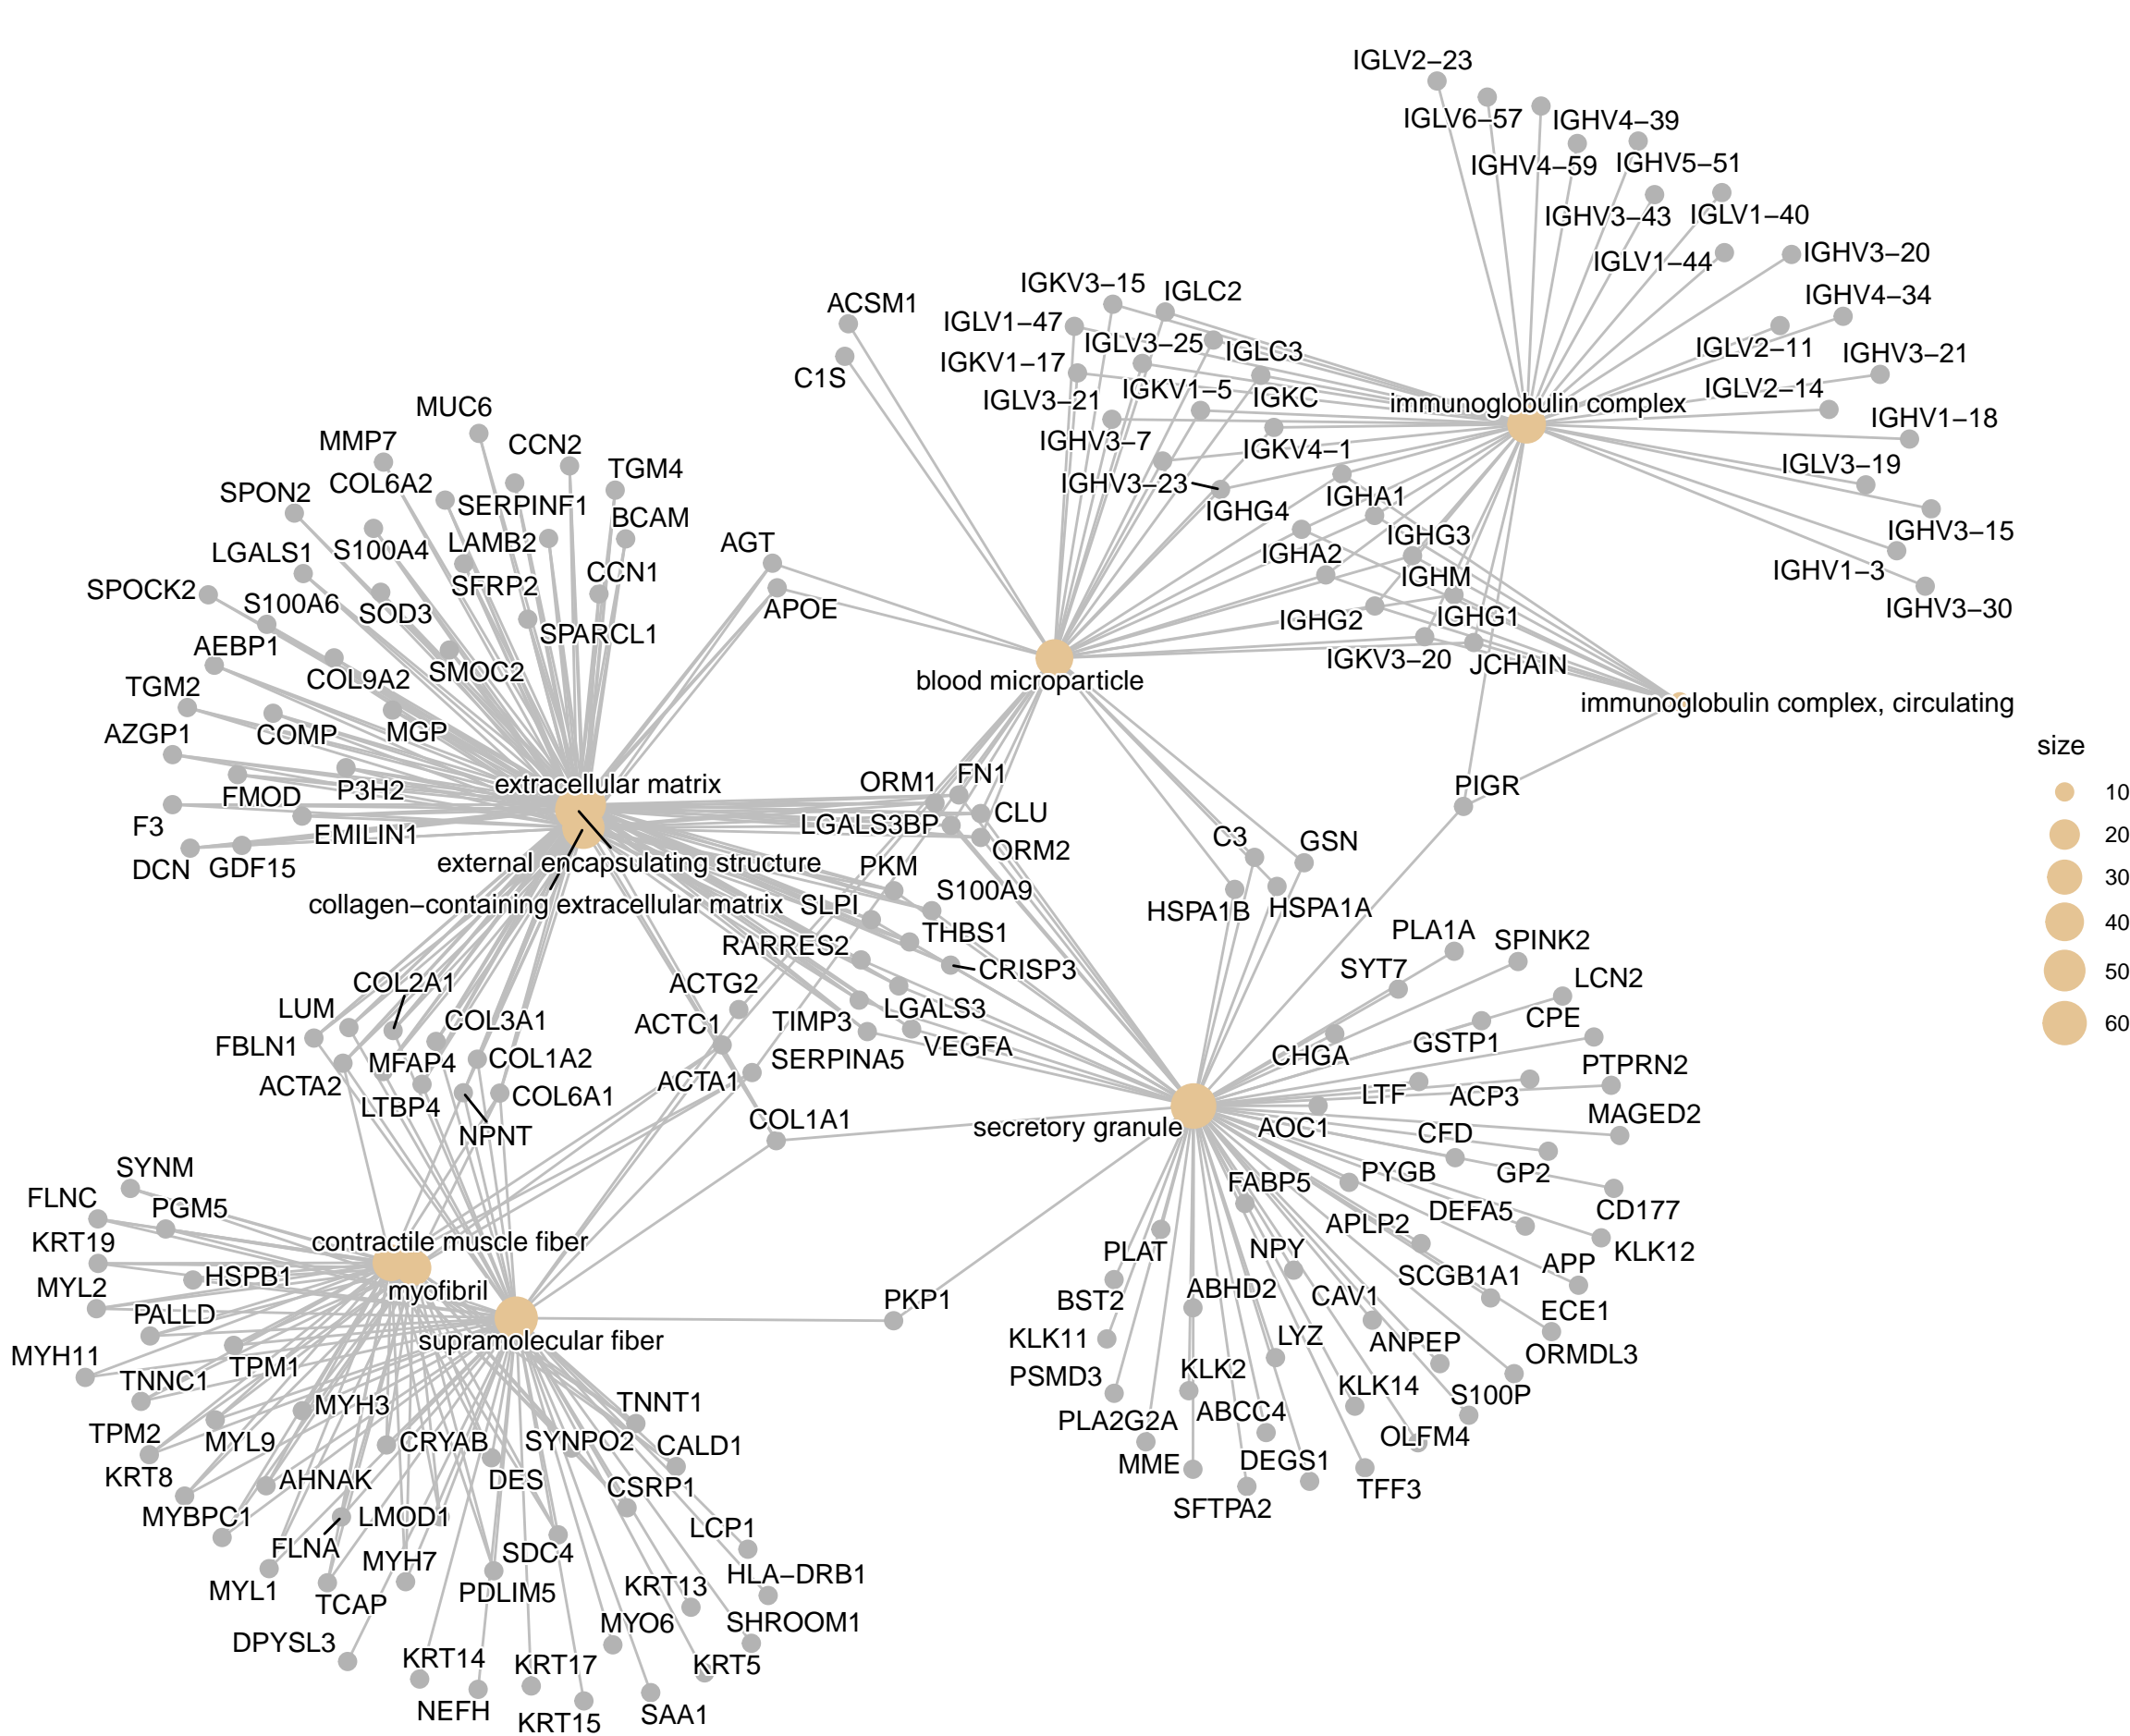 IGLV2−23
IGLV6−57
IGHV4−39
IGHV4−59
IGHV5−51
IGHV3−43
IGLV1−40
IGLV1−44
IGHV3−20
IGHV4−34
IGKV3−15
IGLC2
ACSM1
IGLV1−47
IGLV3−25
IGLC3
IGLV2−11
IGHV3−21
IGKV1−17
C1S
IGKV1−5
IGKC
IGLV2−14
IGLV3−21
immunoglobulin complex
IGHV1−18
MUC6
MMP7
CCN2
IGHV3−7
IGKV4−1
TGM4
IGLV3−19
COL6A2
IGHV3−23
SPON2
SERPINF1
IGHA1
IGHG4
BCAM
IGHV3−15
AGT
LAMB2
IGHG3
S100A4
LGALS1
IGHA2
CCN1
IGHV1−3
IGHM
SPOCK2
SFRP2
S100A6
SOD3
APOE
IGHV3−30
IGHG2
IGHG1
SPARCL1
AEBP1
IGKV3−20
JCHAIN
SMOC2
COL9A2
blood microparticle
TGM2
immunoglobulin complex, circulating
AZGP1
COMP
MGP
size
FN1
ORM1
extracellular matrix
PIGR
P3H2
FMOD
10
CLU
F3
LGALS3BP
EMILIN1
20
C3
GSN
ORM2
DCN
GDF15
external encapsulating structure
PKM
30
S100A9
collagen−containing extracellular matrix
SLPI
HSPA1B
HSPA1A
40
THBS1
RARRES2
PLA1A
SPINK2
CRISP3
SYT7
50
COL2A1
ACTG2
LCN2
LUM
LGALS3
COL3A1
ACTC1
TIMP3
CPE
60
FBLN1
VEGFA
GSTP1
CHGA
MFAP4
COL1A2
SERPINA5
PTPRN2
ACTA2
ACTA1
LTF
ACP3
COL6A1
LTBP4
COL1A1
MAGED2
NPNT
secretory granule
AOC1
CFD
SYNM
PYGB
GP2
FABP5
FLNC
PGM5
CD177
DEFA5
APLP2
KRT19
contractile muscle fiber
PLAT
NPY
KLK12
APP
HSPB1
SCGB1A1
MYL2
myofibril
ABHD2
CAV1
PKP1
BST2
ECE1
PALLD
supramolecular fiber
KLK11
LYZ
ANPEP
ORMDL3
MYH11
TPM1
TNNC1
PSMD3
KLK2
KLK14
S100P
TNNT1
MYH3
PLA2G2A
ABCC4
TPM2
MYL9
CRYAB
SYNPO2
CALD1
OLFM4
MME
DEGS1
KRT8
AHNAK
DES
CSRP1
TFF3
SFTPA2
MYBPC1
LMOD1
LCP1
FLNA
MYH7
SDC4
HLA−DRB1
MYL1
TCAP
PDLIM5
KRT13
MYO6
SHROOM1
DPYSL3
KRT14
KRT17
KRT5
NEFH
KRT15
SAA1